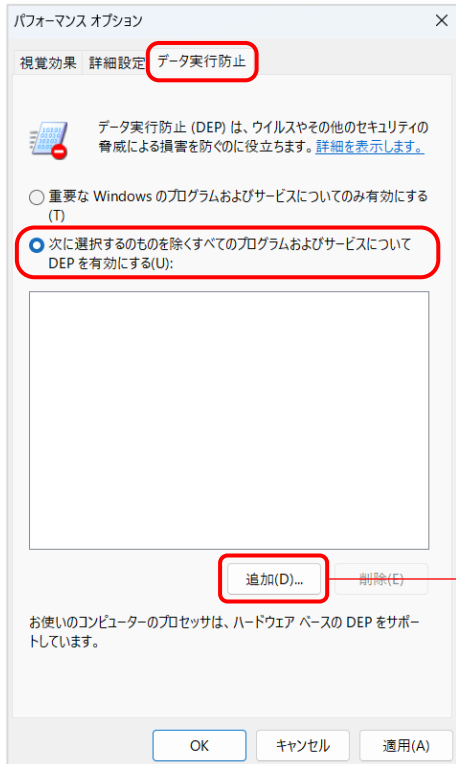 パフォーマンス オプション
視覚効果 詳細設定 データ実行防止
データ実行防止 (DEP) は、ウイルスやその他のセキュリティの
脅威による損害を防ぐのに役立ちます。詳細を表示します。
重要な Windows のプログラムおよびサービスについてのみ有効にする
(T)
次に選択するのものを除くすべてのプログラムおよびサービスについて
DEP を有効にする(U):
追加(D)... 削除(E)
お使いのコンピューターのプロセッサは、ハードウェア ベースの DEP をサポー
トしています。
OK キャンセル 適用(A)